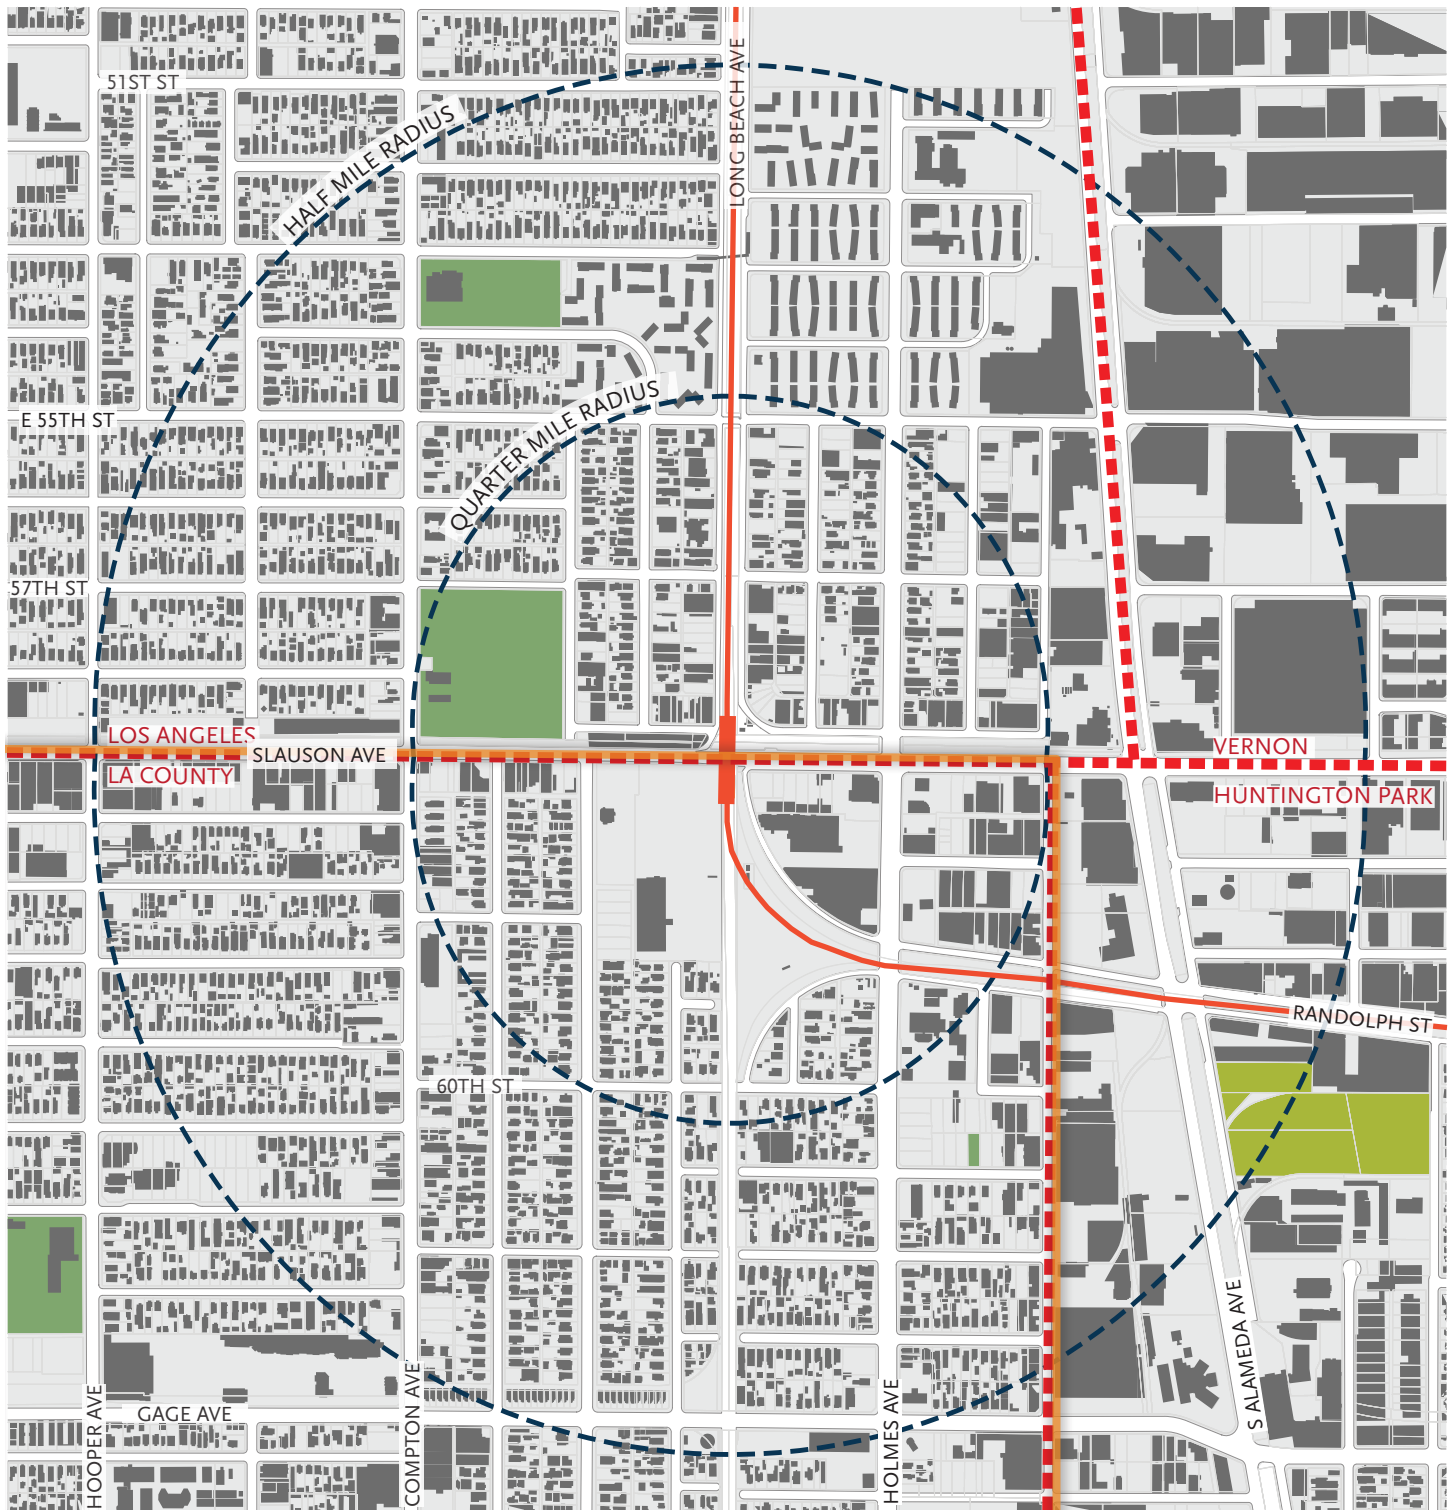 51ST ST
LONG BEACH AVE
HALF MILE RADIUS
E 55TH ST
QUARTER MILE RADIUS
57TH ST
LOS ANGELES
SLAUSON AVE
VERNON
LA COUNTY
HUNTINGTON PARK
RANDOLPH ST
60TH ST
S ALAMEDA AVE
HOOPER AVE
GAGE AVE
COMPTON AVE
HOLMES AVE